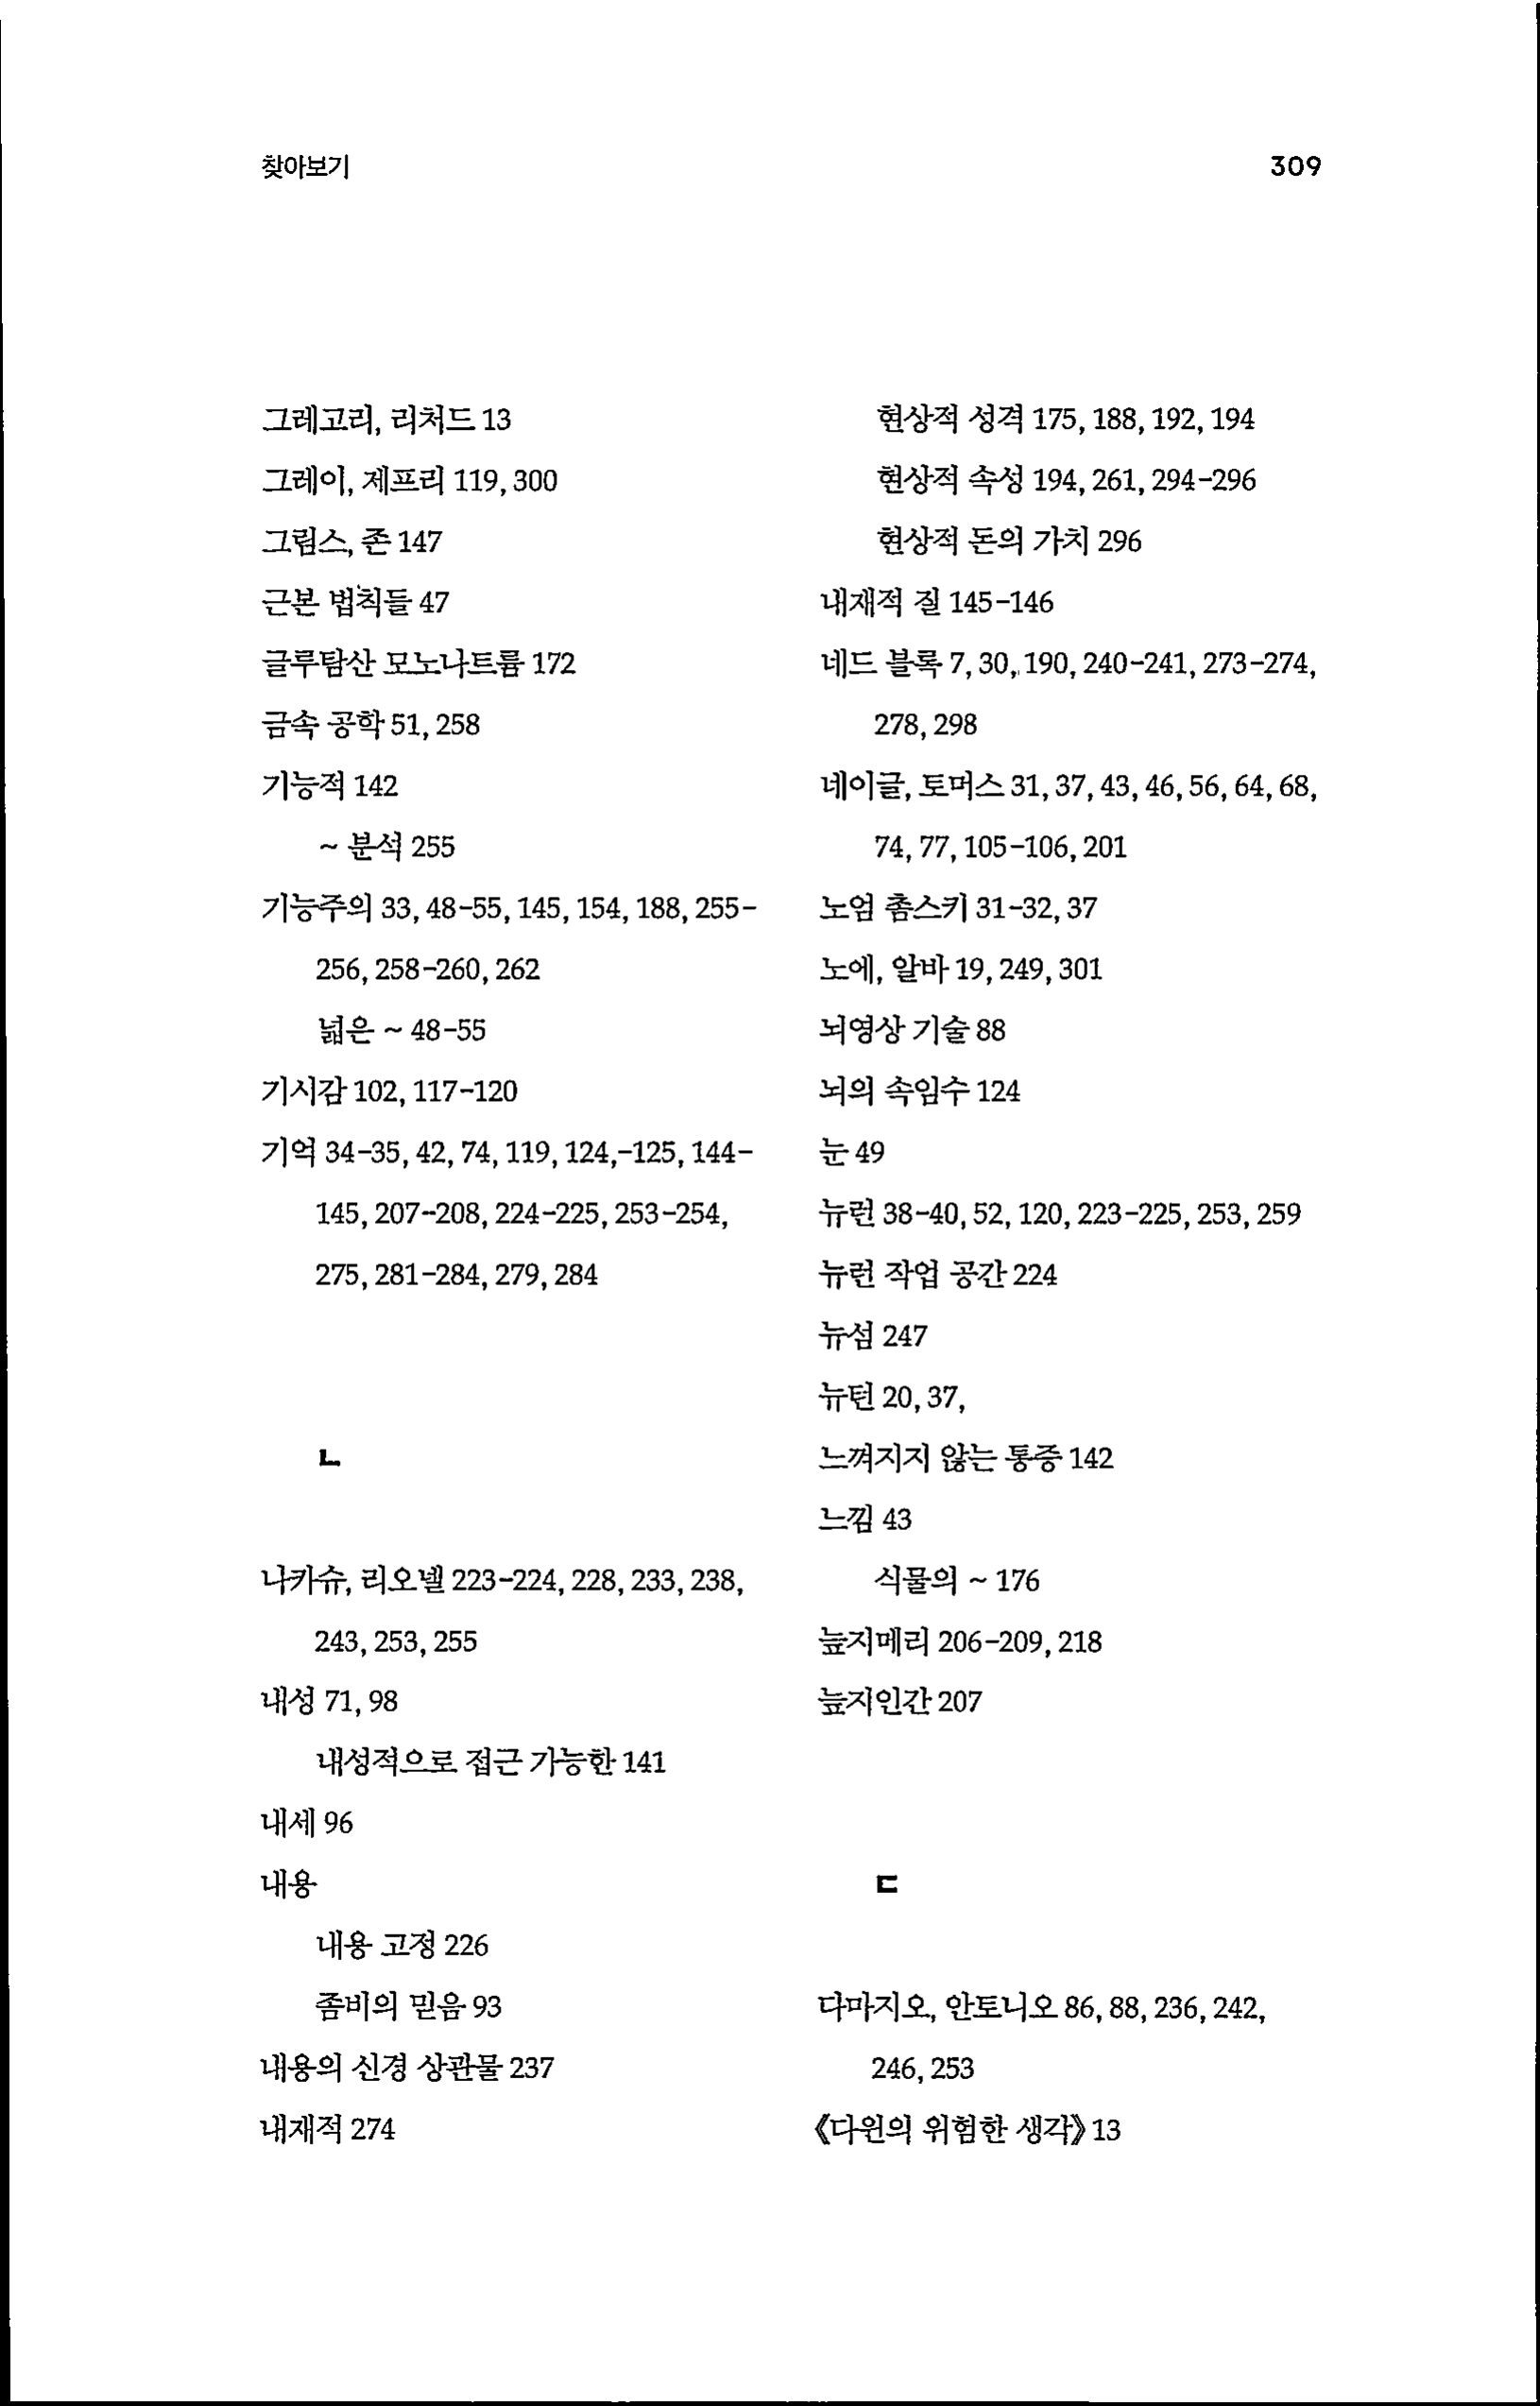 찾아보기
309
그레고리, 리처드 13
그레이, 제프리 119, 300
그림스, 존 147
근본 법칙들 47
글루탐산 모노나트륨 172
금속 공학 51, 258
기능적 142
~ 분석 255
기능주의 33, 48-55, 145, 154, 188, 255-
256, 258-260, 262
넓은 ~ 48-55
기시감 102, 117-120
기억 34-35, 42, 74, 119, 124,-125, 144-
145, 207-208, 224-225, 253-254,
275, 281-284, 279, 284
ㄴ
나카슈, 리오넬 223-224, 228, 233, 238,
243, 253, 255
내성 71, 98
내성적으로 접근 가능한 141
내세 96
내용
내용 고정 226
좀비의 믿음 93
내용의 신경 상관물 237
내재적 274
현상적 성격 175, 188, 192, 194
현상적 속성 194, 261, 294-296
현상적 돈의 가치 296
내재적 질 145-146
네드 블록 7, 30, 190, 240-241, 273-274,
278, 298
네이글, 토머스 31, 37, 43, 46, 56, 64, 68,
74, 77, 105-106, 201
노엄 촘스키 31-32, 37
노에, 알바 19, 249, 301
뇌영상 기술 88
뇌의 속임수 124
눈 49
뉴런 38-40, 52, 120, 223-225, 253, 259
뉴런 작업 공간 224
뉴섬 247
뉴턴 20, 37,
느껴지지 않는 통증 142
느낌 43
식물의 ~ 176
늪지메리 206-209, 218
늪지인간 207
ㄷ
다마지오, 안토니오 86, 88, 236, 242,
246, 253
《다윈의 위험한 생각》 13